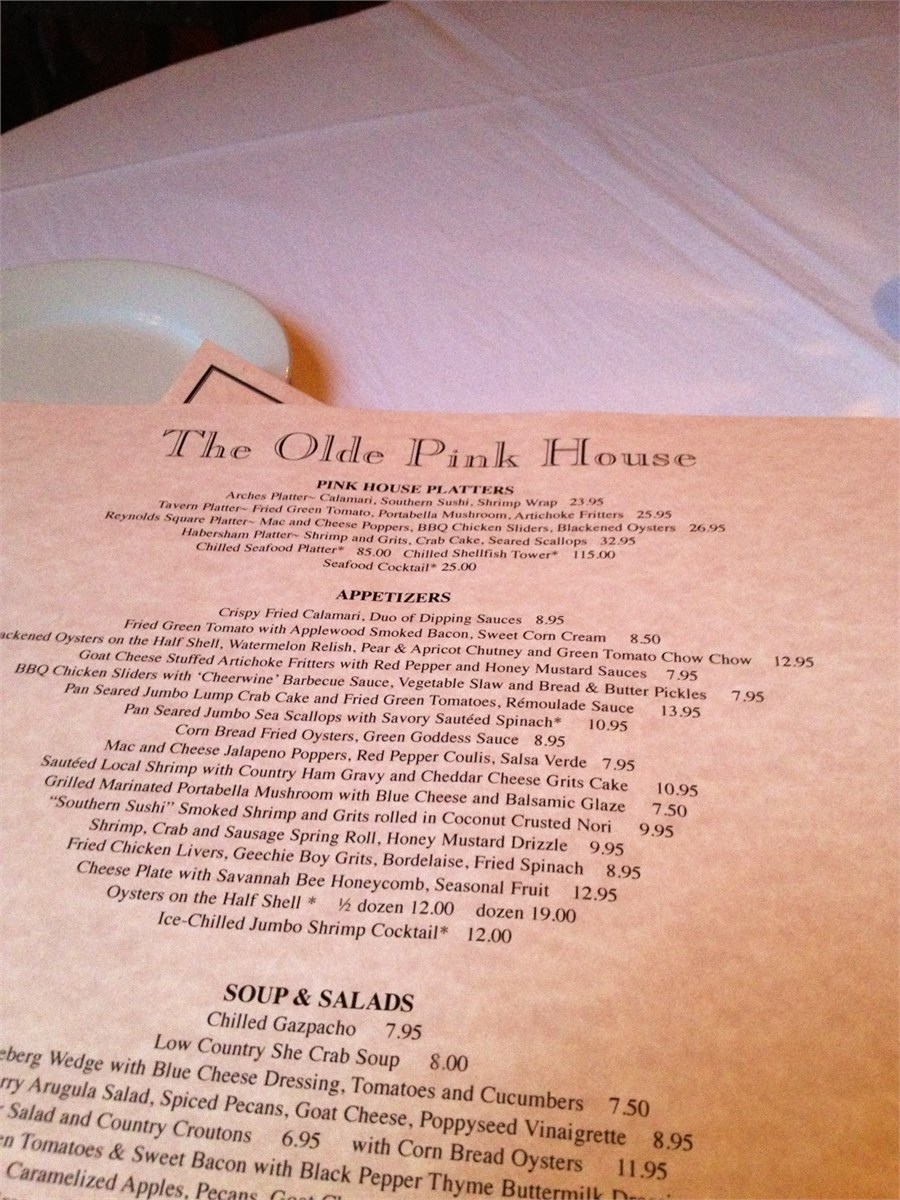 The Olde Pink House
PINK HOUSE PLATTERS
Arches Platter~ Calamari, Southern Sushi, Shrimp Wrap 23.95
Tavern Platter~ Fried Green Tomato, Portabella Mushroom, Artichoke Fritters 25.95
Reynolds Square Platter~ Mac and Cheese Poppers, BBQ Chicken Sliders, Blackened Oysters 26.95
Habersham Platter~ Shrimp and Grits, Crab Cake, Seared Scallops 32.95
Chilled Seafood Platter* 85.00 Chilled Shellfish Tower* 115.00
Seafood Cocktail* 25.00
APPETIZERS
Crispy Fried Calamari, Duo of Dipping Sauces 8.95
Fried Green Tomato with Applewood Smoked Bacon, Sweet Corn Cream 8.50
ackened Oysters on the Half Shell, Watermelon Relish, Pear & Apricot Chutney and Green Tomato Chow Chow 12.95
Goat Cheese Stuffed Artichoke Fritters with Red Pepper and Honey Mustard Sauces 7.95
BBQ Chicken Sliders with ‘Cheerwine’ Barbecue Sauce, Vegetable Slaw and Bread & Butter Pickles 7.95
Pan Seared Jumbo Lump Crab Cake and Fried Green Tomatoes, Rémoulade Sauce 13.95
Pan Seared Jumbo Sea Scallops with Savory Sautéed Spinach* 10.95
Corn Bread Fried Oysters, Green Goddess Sauce 8.95
Mac and Cheese Jalapeno Poppers, Red Pepper Coulis, Salsa Verde 7.95
Sautéed Local Shrimp with Country Ham Gravy and Cheddar Cheese Grits Cake 10.95
Grilled Marinated Portabella Mushroom with Blue Cheese and Balsamic Glaze 7.50
“Southern Sushi” Smoked Shrimp and Grits rolled in Coconut Crusted Nori 9.95
Shrimp, Crab and Sausage Spring Roll, Honey Mustard Drizzle 9.95
Fried Chicken Livers, Geechie Boy Grits, Bordelaise, Fried Spinach 8.95
Cheese Plate with Savannah Bee Honeycomb, Seasonal Fruit 12.95
Oysters on the Half Shell * ½ dozen 12.00 dozen 19.00
Ice-Chilled Jumbo Shrimp Cocktail* 12.00
SOUP & SALADS
Chilled Gazpacho 7.95
Low Country She Crab Soup 8.00
eberg Wedge with Blue Cheese Dressing, Tomatoes and Cucumbers 7.50
rry Arugula Salad, Spiced Pecans, Goat Cheese, Poppyseed Vinaigrette 8.95
Salad and Country Croutons 6.95 with Corn Bread Oysters 11.95
en Tomatoes & Sweet Bacon with Black Pepper Thyme Buttermilk
Caramelized Apples, Pecans, Goat